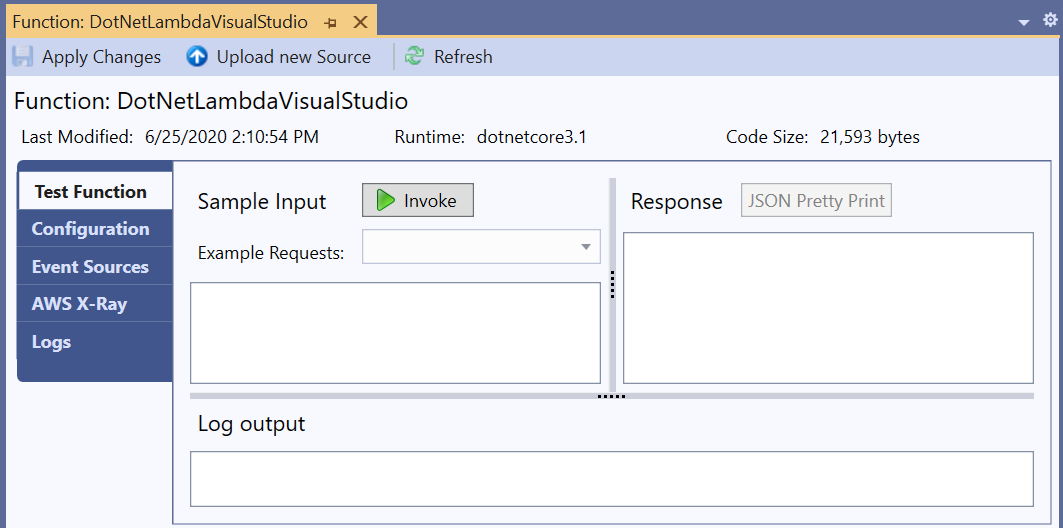 Function: DotNetLambdaVisualStudio
Apply Changes Upload new Source Refresh
Function: DotNetLambdaVisualStudio
Last Modified: 6/25/2020 2:10:54 PM Runtime: dotnetcore3.1 Code Size: 21,593 bytes
Test Function
Configuration
Event Sources
AWS X-Ray
Logs
Sample Input Invoke
Example Requests:
Response JSON Pretty Print
Log output